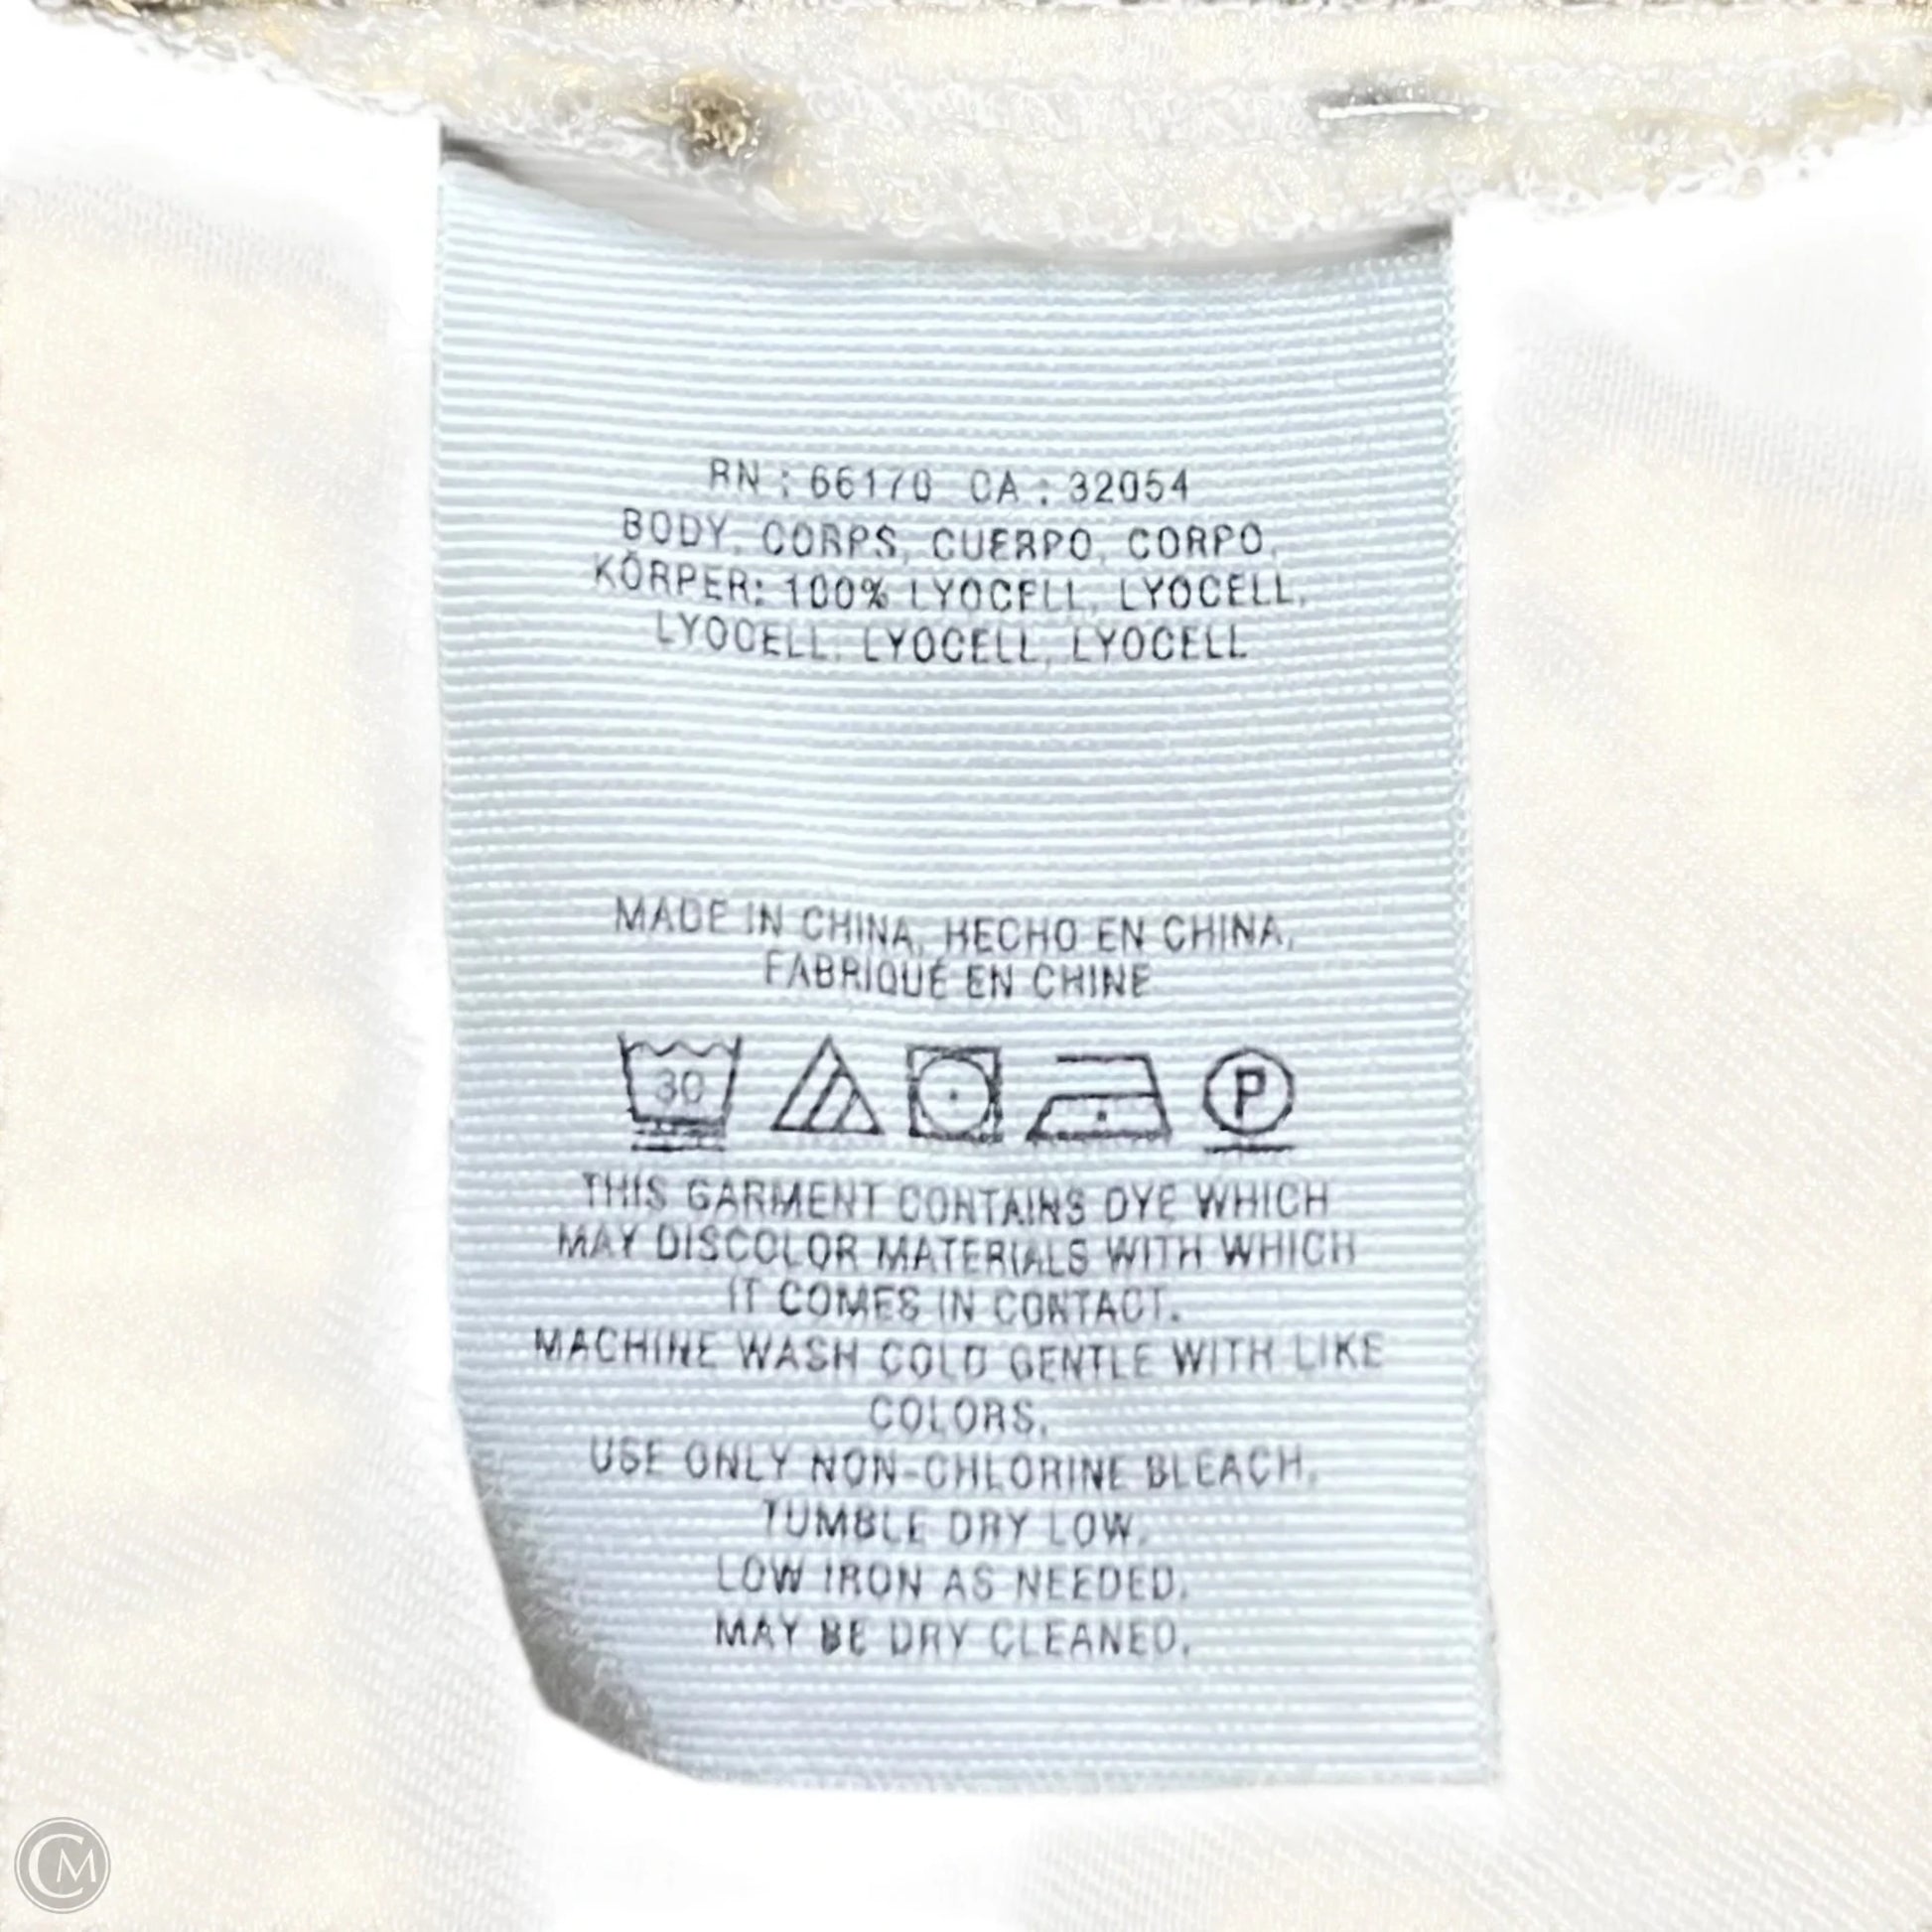 RN : 66170 CA : 32054
BODY, CORPS, CUERPO, CORPO,
KÖRPER: 100% LYOCELL, LYOCELL,
LYOCELL, LYOCELL, LYOCELL
MADE IN CHINA, HECHO EN CHINA,
FABRIQUÉ EN CHINE
30
P
THIS GARMENT CONTAINS DYE WHICH
MAY DISCOLOR MATERIALS WITH WHICH
IT COMES IN CONTACT.
MACHINE WASH COLD GENTLE WITH LIKE
COLORS.
USE ONLY NON-CHLORINE BLEACH.
TUMBLE DRY LOW.
LOW IRON AS NEEDED.
MAY BE DRY CLEANED.
CM